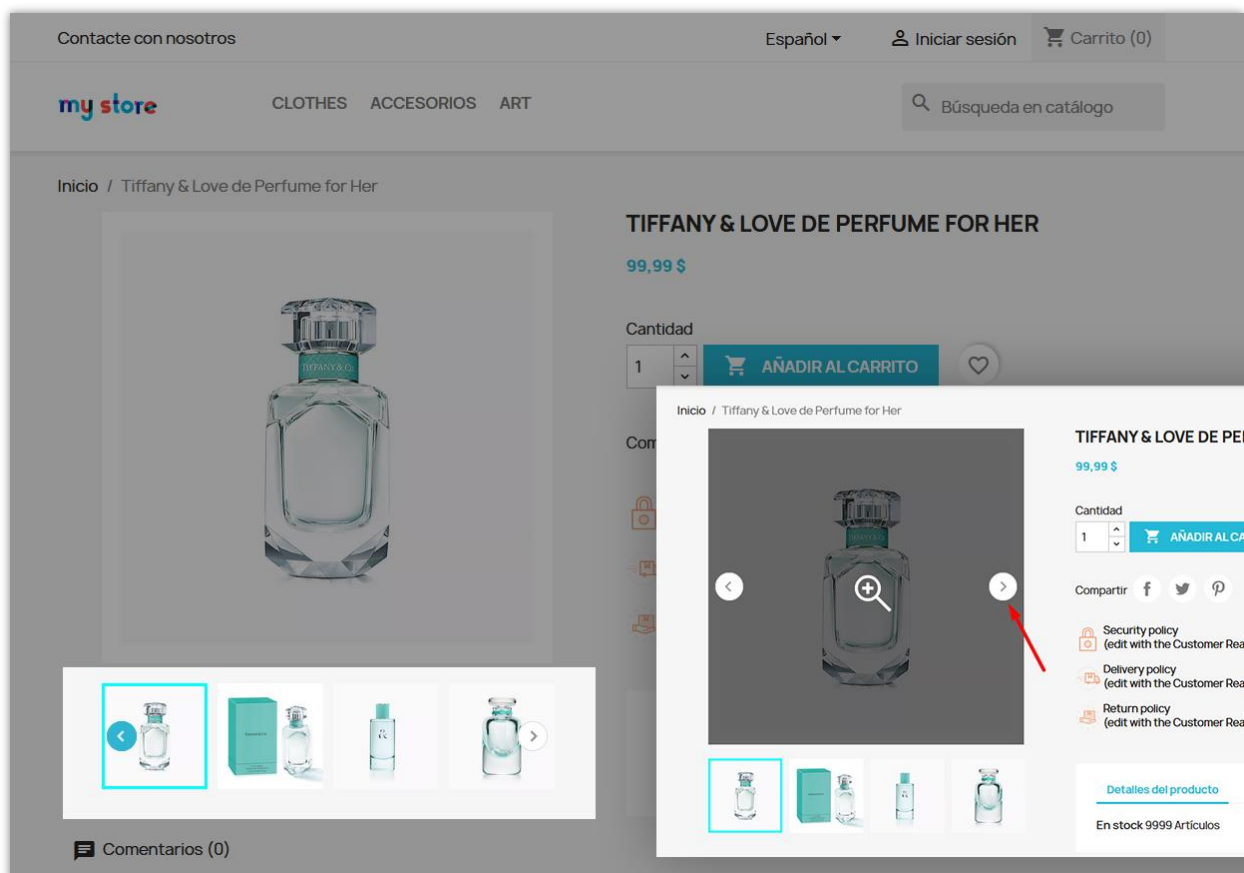 Contacte con nosotros
Español
Iniciar sesión
Carrito (0)
my store
CLOTHES ACCESORIOS ART
Búsqueda en catálogo
Inicio / Tiffany & Love de Perfume for Her
TIFFANY & LOVE DE PERFUME FOR HER
99,99 $
Cantidad
1
AÑADIR AL CARRITO
Com
TIFFANY & CO
Comentarios (0)
Inicio / Tiffany & Love de Perfume for Her
TIFFANY & LOVE DE PE
99,99 $
Cantidad
1
AÑADIR AL CA
Compartir
Security policy
(edit with the Customer Rea
Delivery policy
(edit with the Customer Rea
Return policy
(edit with the Customer Rea
Detalles del producto
En stock 9999 Artículos